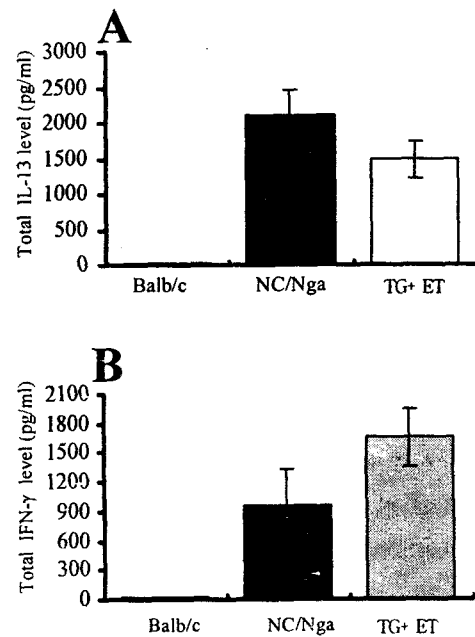 A
Total IL-13 level (pg/ml)
3000
2500
2000
1500
1000
500
0
Balb/c
NC/Nga
TG+ ET
B
Total IFN-γ level (pg/ml)
2100
1800
1500
1200
900
600
300
0
Balb/c
NC/Nga
TG+ ET